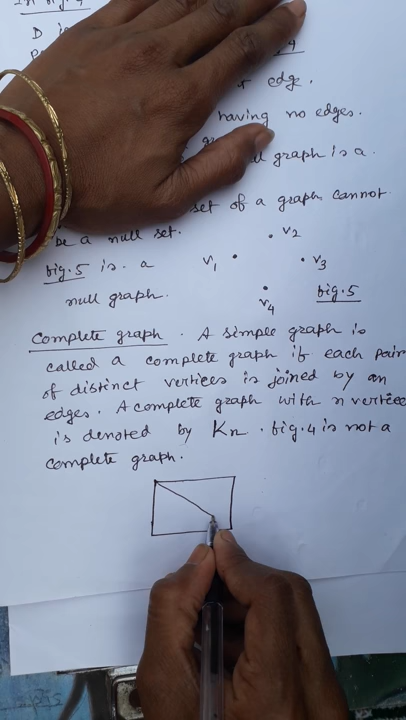 D is
edge.
having no edges.
graph is a
set of a graph cannot
be a null set.
v2
fig.5 is a
v1
v3
null graph.
v4
fig.5
Complete graph. A simple graph is
called a complete graph if each pair
of distinct vertices is joined by an
edges. A complete graph with n vertice
is denoted by Kn. fig.4 is not a
complete graph.